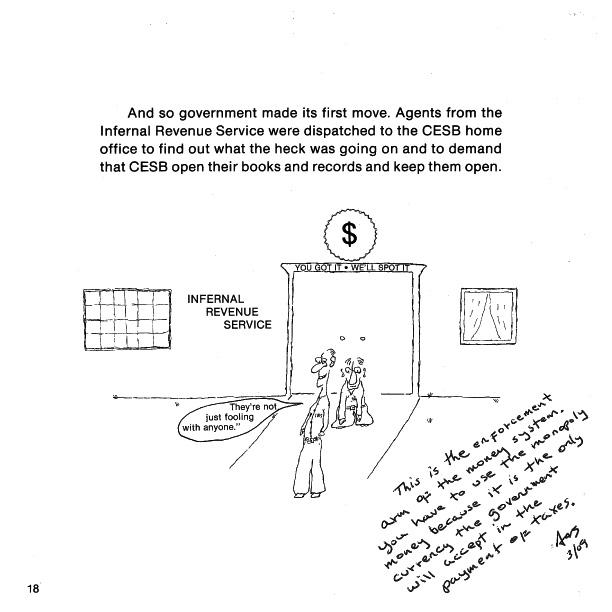 And so government made its first move. Agents from the
Infernal Revenue Service were dispatched to the CESB home
office to find out what the heck was going on and to demand
that CESB open their books and records and keep them open.
$
YOU GOT IT • WE'LL SPOT IT
INFERNAL
REVENUE
SERVICE
They're not
just fooling
with anyone."
This is the enforcement
arm of the money system.
You have to use the monopoly
money because it is the only
currency the government
will accept in the
payment of taxes.
3/09
18